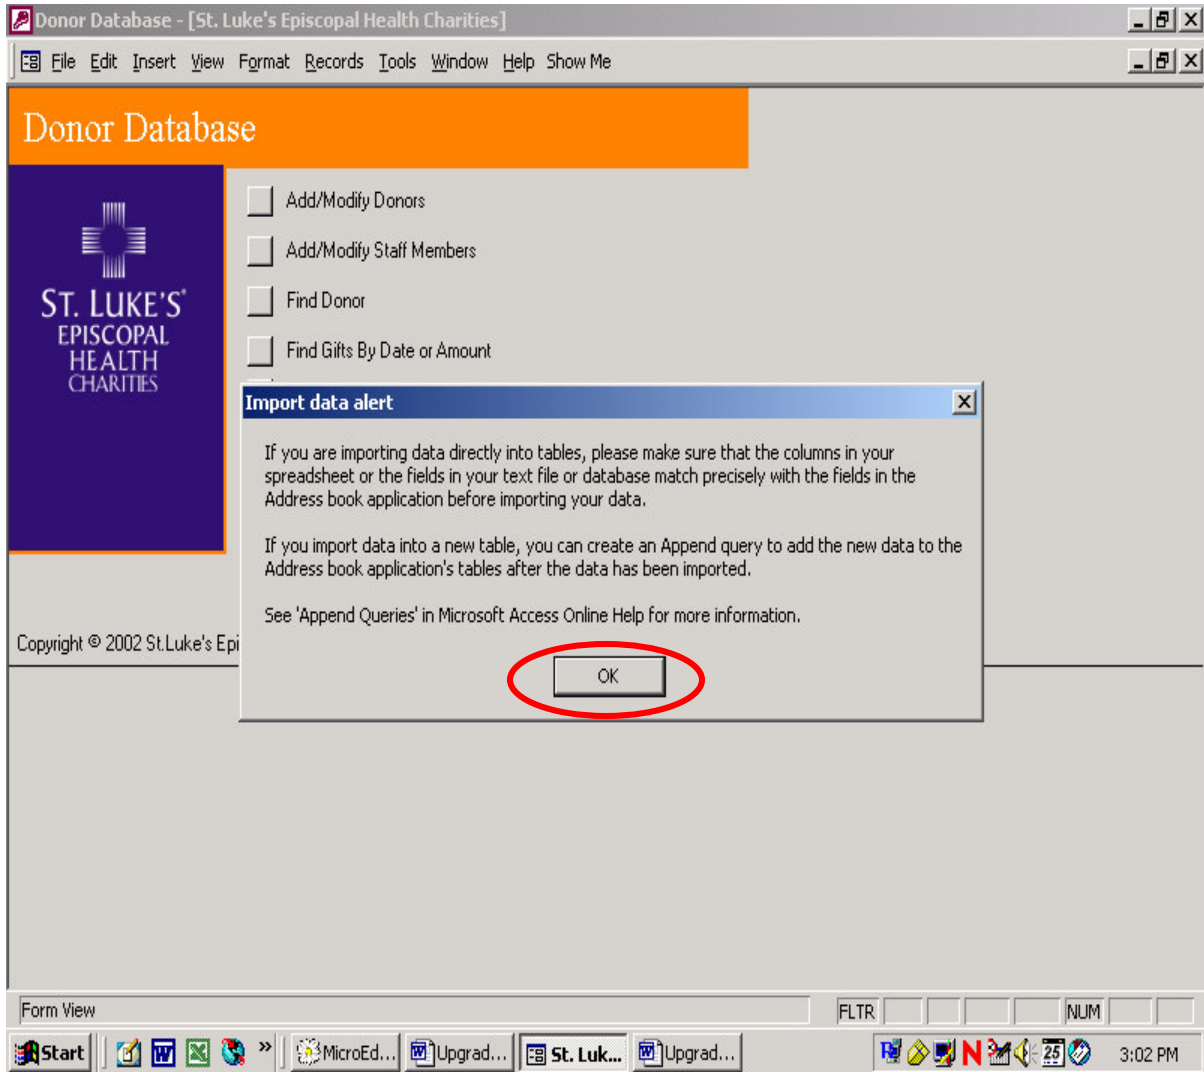 Donor Database - [St. Luke's Episcopal Health Charities]
File Edit Insert View Format Records Tools Window Help Show Me
Donor Database
ST. LUKE'S®
EPISCOPAL
HEALTH
CHARITIES
Add/Modify Donors
Add/Modify Staff Members
Find Donor
Find Gifts By Date or Amount
Import data alert
If you are importing data directly into tables, please make sure that the columns in your
spreadsheet or the fields in your text file or database match precisely with the fields in the
Address book application before importing your data.
If you import data into a new table, you can create an Append query to add the new data to the
Address book application's tables after the data has been imported.
See 'Append Queries' in Microsoft Access Online Help for more information.
OK
Copyright © 2002 St.Luke's Epi
Form View FLTR NUM
Start » MicroEd... Upgrad... St. Luk... Upgrad... N 25 3:02 PM